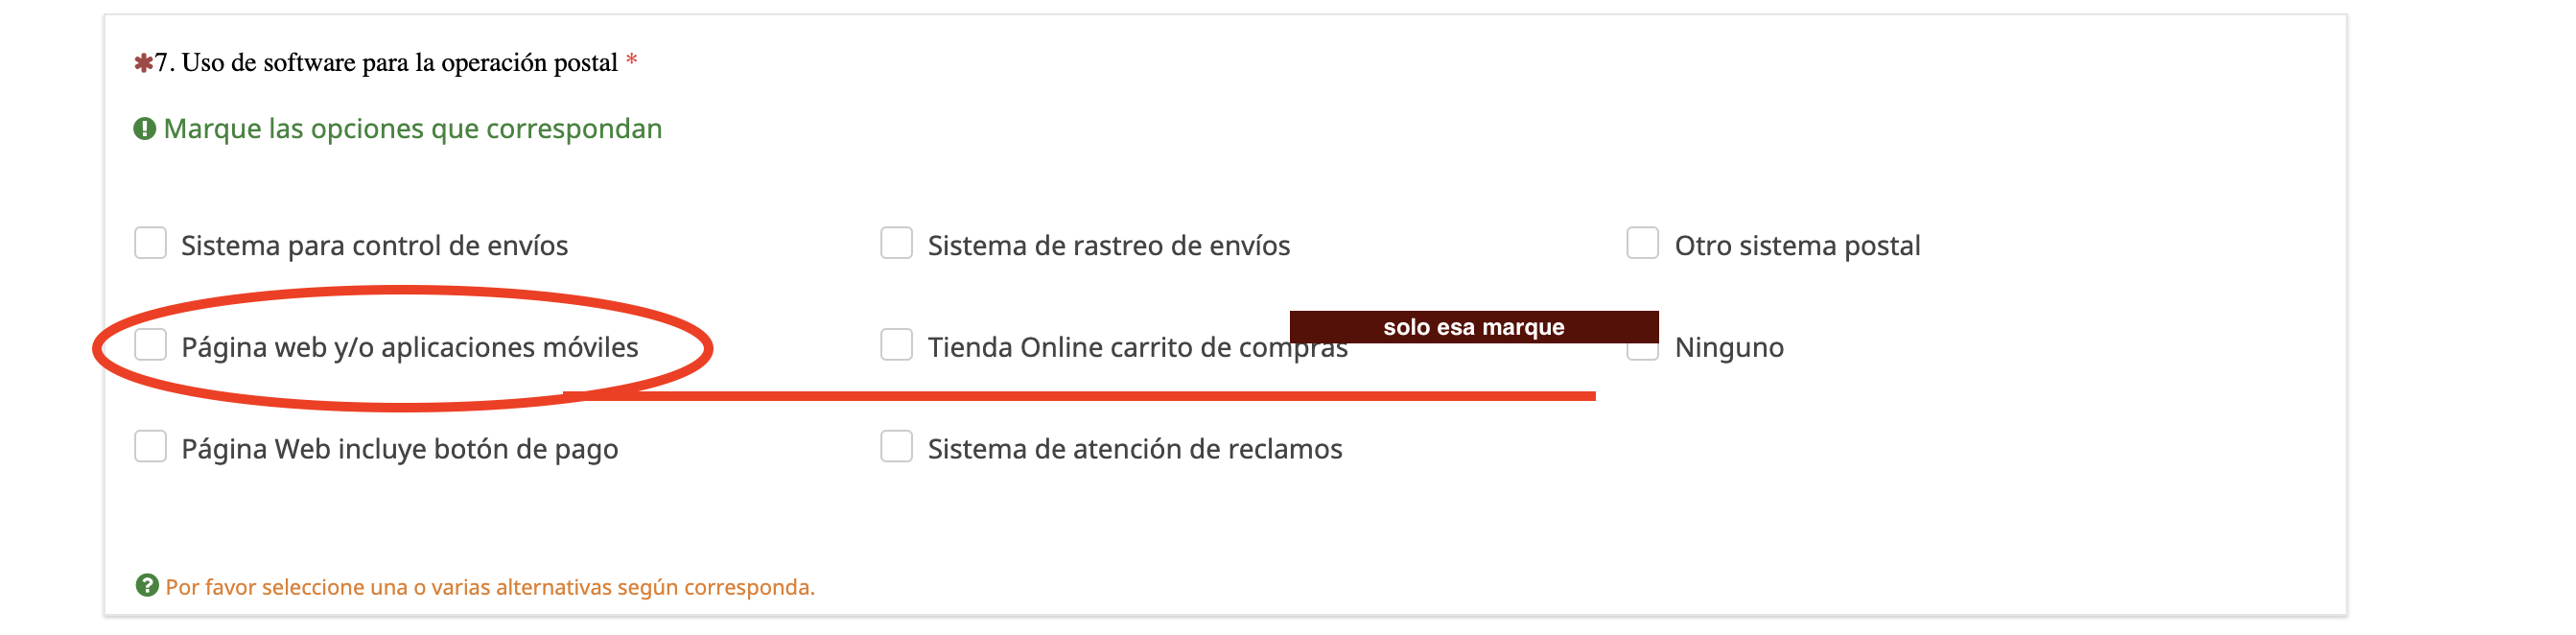 ✱7. Uso de software para la operación postal *
Marque las opciones que correspondan
Sistema para control de envíos
Sistema de rastreo de envíos
Otro sistema postal
solo esa marque
Página web y/o aplicaciones móviles
Tienda Online carrito de compras
Ninguno
Página Web incluye botón de pago
Sistema de atención de reclamos
Por favor seleccione una o varias alternativas según corresponda.